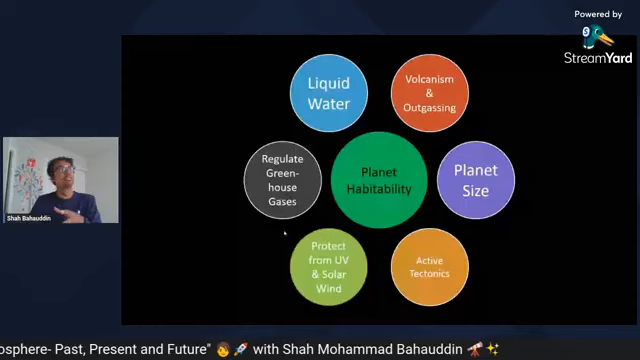 Powered by
StreamYard
Liquid
Water
Volcanism
&
Outgassing
Regulate
Green-
house
Gases
Planet
Habitability
Planet
Size
Protect
from UV
& Solar
Wind
Active
Tectonics
Shah Bahauddin
osphere- Past, Present and Future" 🧑🚀 with Shah Mohammad Bahauddin 🔭✨